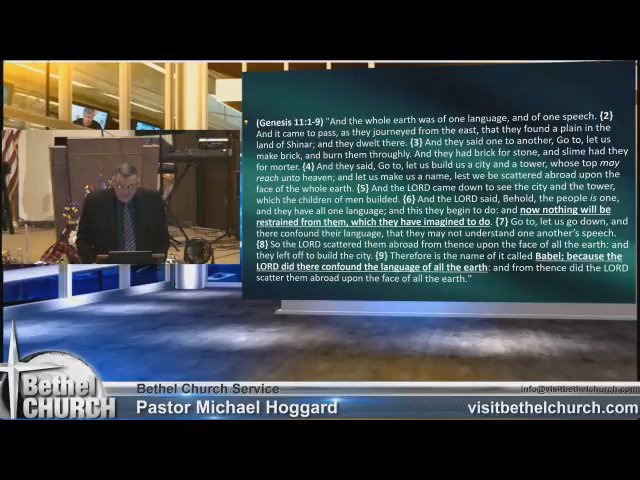 (Genesis 11:1-9) "And the whole earth was of one language, and of one speech. {2}
And it came to pass, as they journeyed from the east, that they found a plain in the
land of Shinar; and they dwelt there. {3} And they said one to another, Go to, let us
make brick, and burn them throughly. And they had brick for stone, and slime had they
for morter. {4} And they said, Go to, let us build us a city and a tower, whose top may
reach unto heaven; and let us make us a name, lest we be scattered abroad upon the
face of the whole earth. {5} And the LORD came down to see the city and the tower,
which the children of men builded. {6} And the LORD said, Behold, the people is one,
and they have all one language; and this they begin to do: and now nothing will be
restrained from them, which they have imagined to do. {7} Go to, let us go down, and
there confound their language, that they may not understand one another's speech.
{8} So the LORD scattered them abroad from thence upon the face of all the earth: and
they left off to build the city. {9} Therefore is the name of it called Babel; because the
LORD did there confound the language of all the earth: and from thence did the LORD
scatter them abroad upon the face of all the earth."
Bethel
CHURCH
Bethel Church Service
info@visitbethelchurch.com
Pastor Michael Hoggard
visitbethelchurch.com